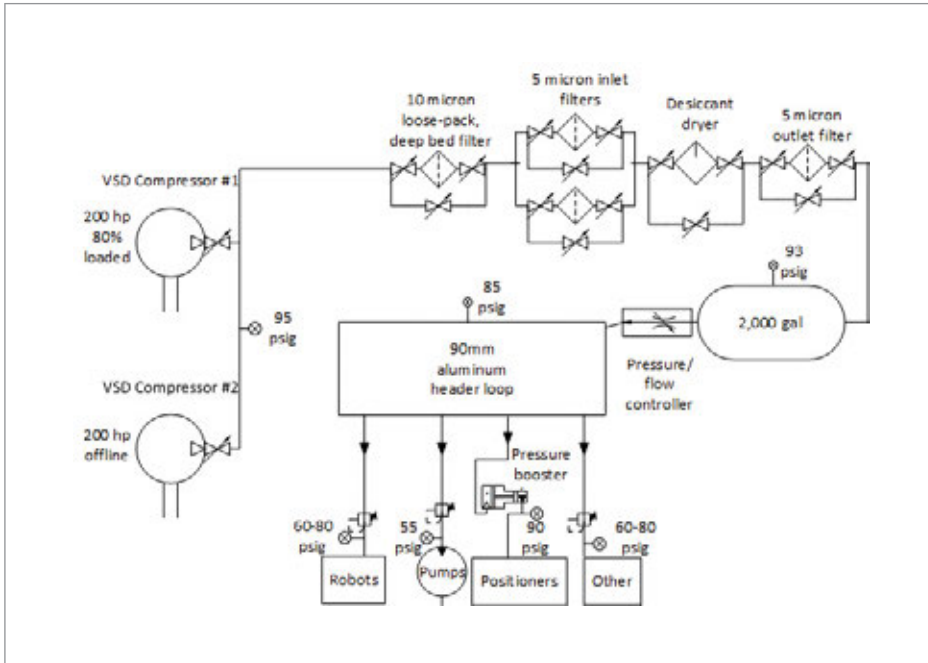 10 micron
loose-pack,
deep bed filter
5 micron inlet
filters
Desiccant
dryer
5 micron
outlet filter
VSD Compressor #1
200 hp
80%
loaded
95
psig
VSD Compressor #2
200 hp
offline
85
psig
93
psig
2,000 gal
90mm
aluminum
header loop
Pressure/
flow
controller
Pressure
booster
60-80
psig
55
psig
90
psig
60-80
psig
Robots
Pumps
Positioners
Other